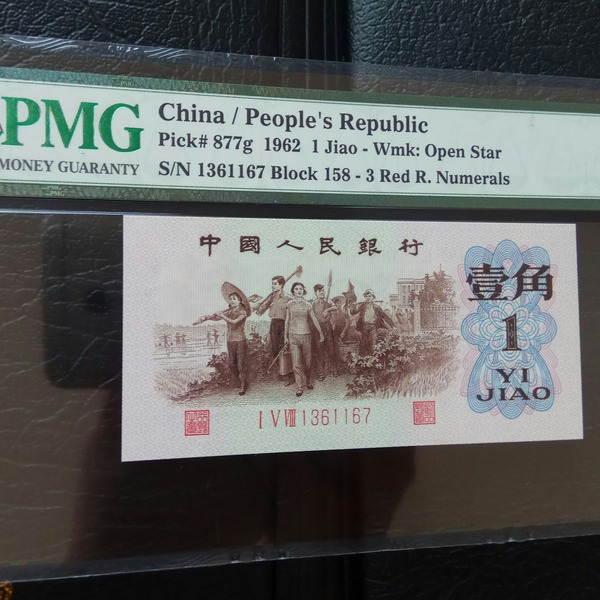 PMG
MONEY GUARANTY
China / People's Republic
Pick# 877g 1962 1 Jiao - Wmk: Open Star
S/N 1361167 Block 158 - 3 Red R. Numerals
中國人民銀行
壹角
1
YI
JIAO
I V VIII 1361167